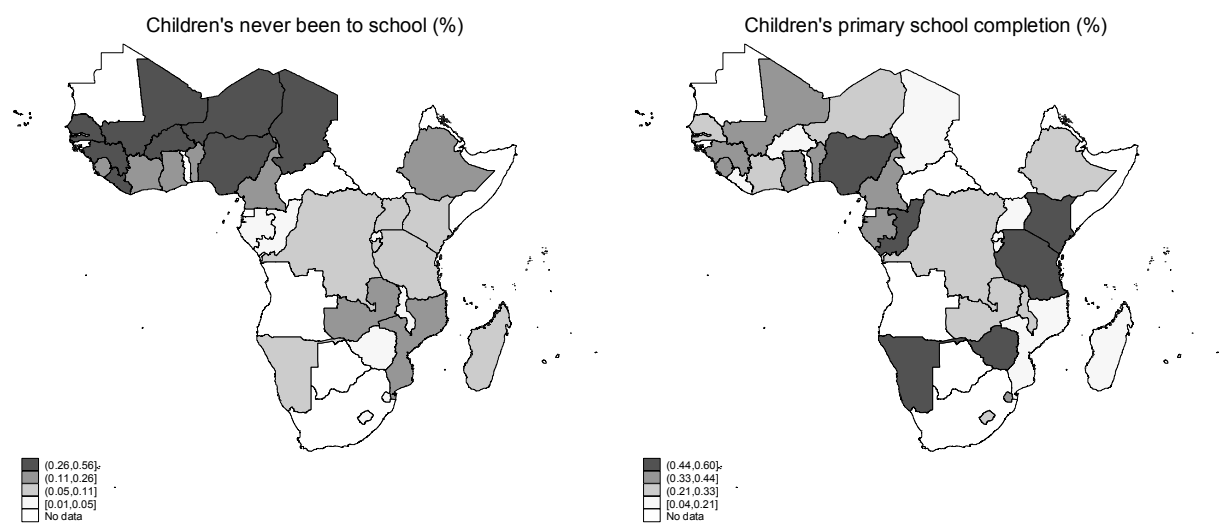 Children's never been to school (%)
(0.26,0.56]
(0.11,0.26]
(0.05,0.11]
[0.01,0.05]
No data
Children's primary school completion (%)
(0.44,0.60]
(0.33,0.44]
(0.21,0.33]
[0.04,0.21]
No data